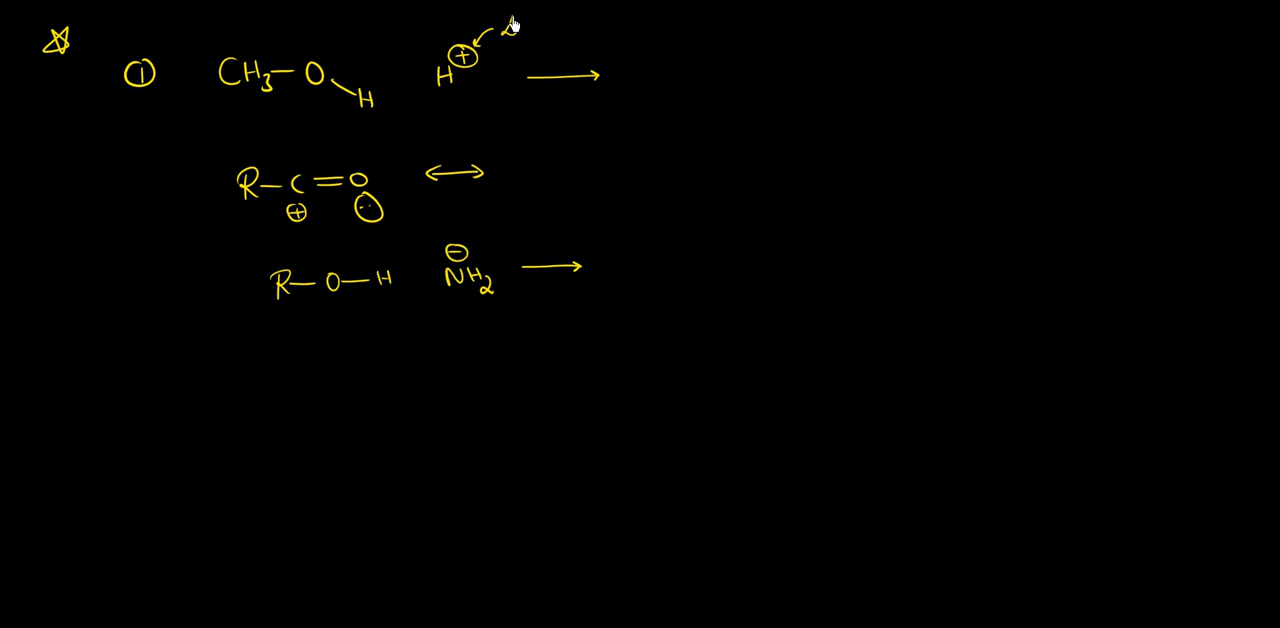 ① CH₃—O—H H⊕ →
R—C=O ↔
⊕ ··
R—O—H ⊖NH₂ →